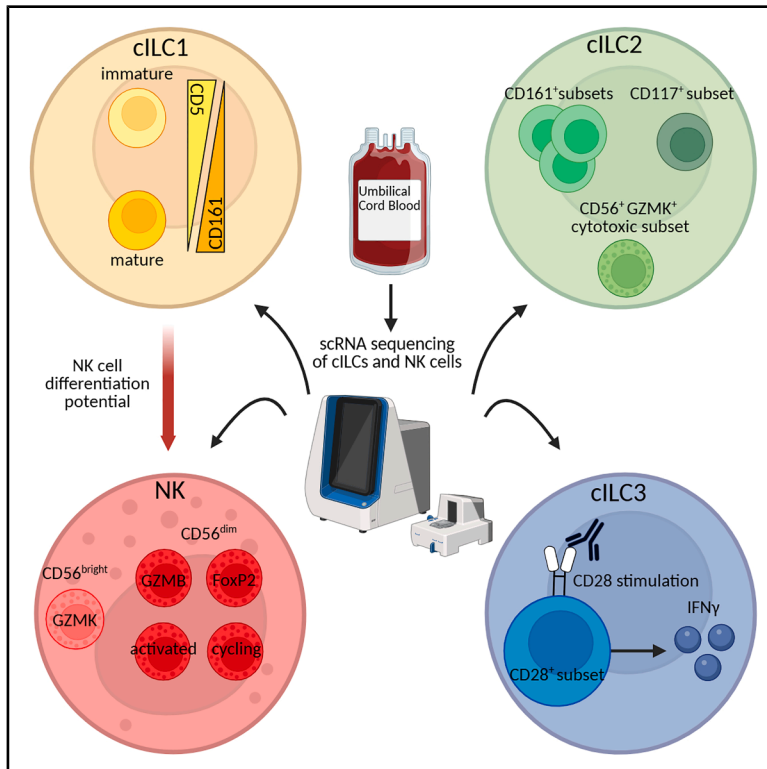 cILC1
immature
CD5
CD161
mature
Umbilical
Cord Blood
cILC2
CD161⁺subsets
CD117⁺ subset
CD56⁺ GZMK⁺
cytotoxic subset
scRNA sequencing
of cILCs and NK cells
NK cell
differentiation
potential
NK
CD56ᵈⁱᵐ
CD56ᵇʳⁱᵍʰᵗ
GZMB
FoxP2
GZMK
activated
cycling
cILC3
CD28 stimulation
IFNγ
CD28⁺ subset